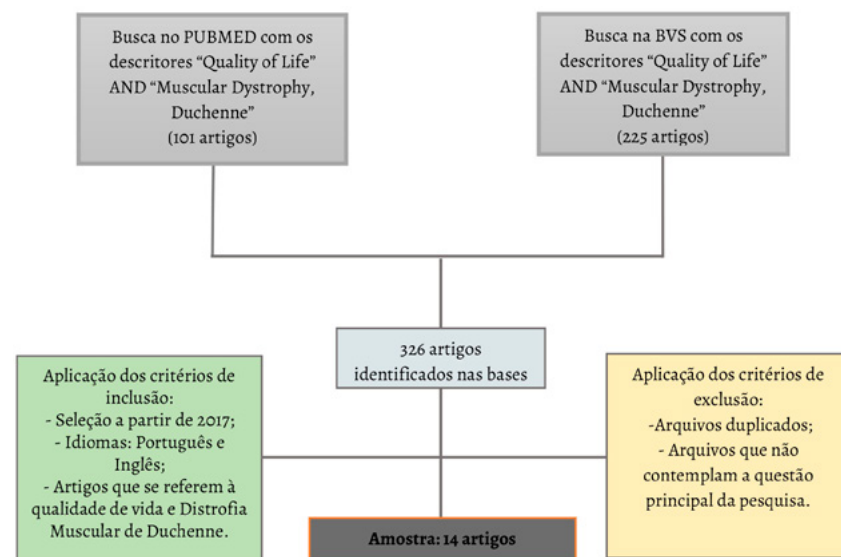 Busca no PUBMED com os
descritores “Quality of Life”
AND “Muscular Dystrophy,
Duchenne”
(101 artigos)
Busca na BVS com os
descritores “Quality of Life”
AND “Muscular Dystrophy,
Duchenne”
(225 artigos)
326 artigos
identificados nas bases
Aplicação dos critérios de
inclusão:
- Seleção a partir de 2017;
- Idiomas: Português e
Inglês;
- Artigos que se referem à
qualidade de vida e Distrofia
Muscular de Duchenne.
Aplicação dos critérios de
exclusão:
-Arquivos duplicados;
- Arquivos que não
contemplam a questão
principal da pesquisa.
Amostra: 14 artigos